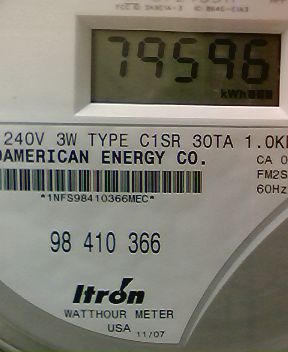 79596
kWh
240V 3W TYPE C1SR 30TA 1.0
AMERICAN ENERGY CO.
CA 0
FM2S
60Hz
*1NFS98410366MEC*
98 410 366
Itron
WATTHOUR METER
USA 11/07